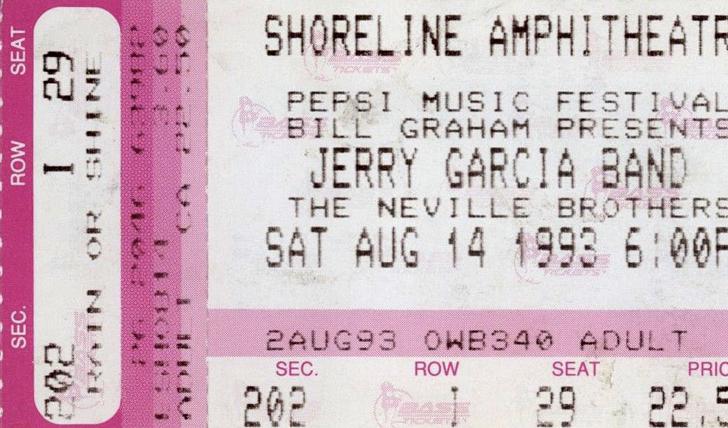 SHORELINE AMPHITHEATR
PEPSI MUSIC FESTIVAL
BILL GRAHAM PRESENTS
JERRY GARCIA BAND
THE NEVILLE BROTHERS
SAT AUG 14 1993 6:00P
2AUG93 OWB340 ADULT
SEC. ROW SEAT PRIC
202 I 29 22.5
SEC. ROW SEAT
202 I 29
RAIN OR SHINE
BASS
TICKETS